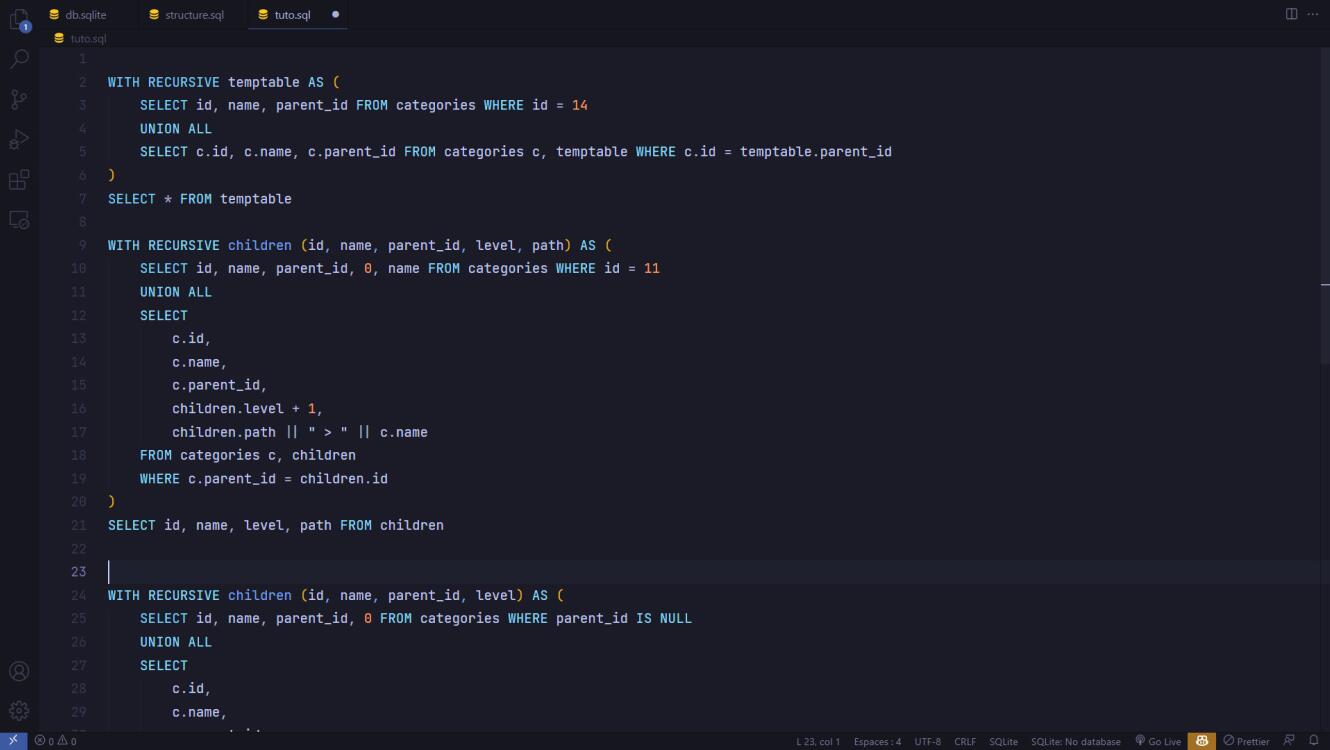 1
db.sqlite structure.sql tuto.sql
tuto.sql
1
2 WITH RECURSIVE temptable AS (
3 SELECT id, name, parent_id FROM categories WHERE id = 14
4 UNION ALL
5 SELECT c.id, c.name, c.parent_id FROM categories c, temptable WHERE c.id = temptable.parent_id
6 )
7 SELECT * FROM temptable
8
9 WITH RECURSIVE children (id, name, parent_id, level, path) AS (
10 SELECT id, name, parent_id, 0, name FROM categories WHERE id = 11
11 UNION ALL
12 SELECT
13 c.id,
14 c.name,
15 c.parent_id,
16 children.level + 1,
17 children.path || " > " || c.name
18 FROM categories c, children
19 WHERE c.parent_id = children.id
20 )
21 SELECT id, name, level, path FROM children
22
23
24 WITH RECURSIVE children (id, name, parent_id, level) AS (
25 SELECT id, name, parent_id, 0 FROM categories WHERE parent_id IS NULL
26 UNION ALL
27 SELECT
28 c.id,
29 c.name,
0 0 L 23, col 1 Espaces : 4 UTF-8 CRLF SQLite SQLite: No database Go Live Prettier